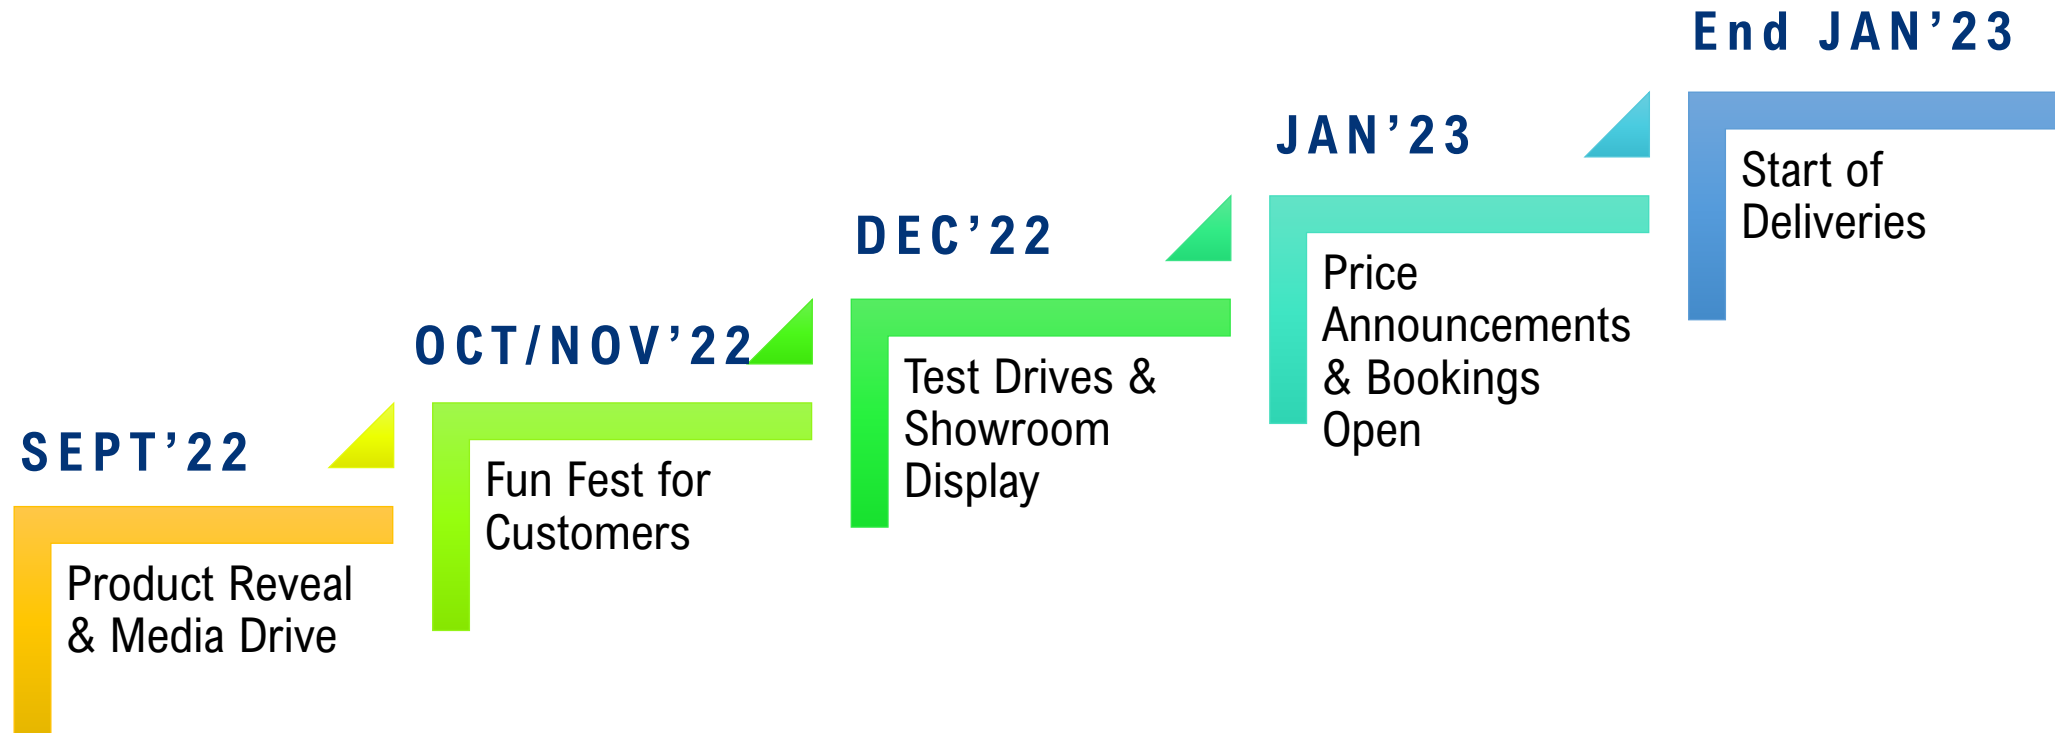 SEPT’22
Product Reveal
& Media Drive
OCT/NOV’22
Fun Fest for
Customers
DEC’22
Test Drives &
Showroom
Display
JAN’23
Price
Announcements
& Bookings
Open
End JAN’23
Start of
Deliveries